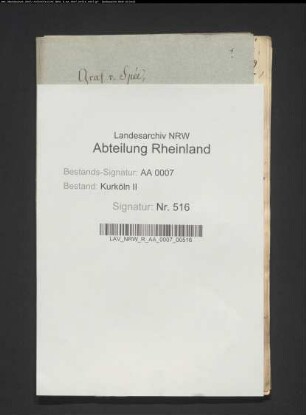 Graf v. Spee,
Landesarchiv NRW
Abteilung Rheinland
Bestands-Signatur: AA 0007
Bestand: Kurköln II
Signatur: Nr. 516
LAV_NRW_R_AA_0007_00516